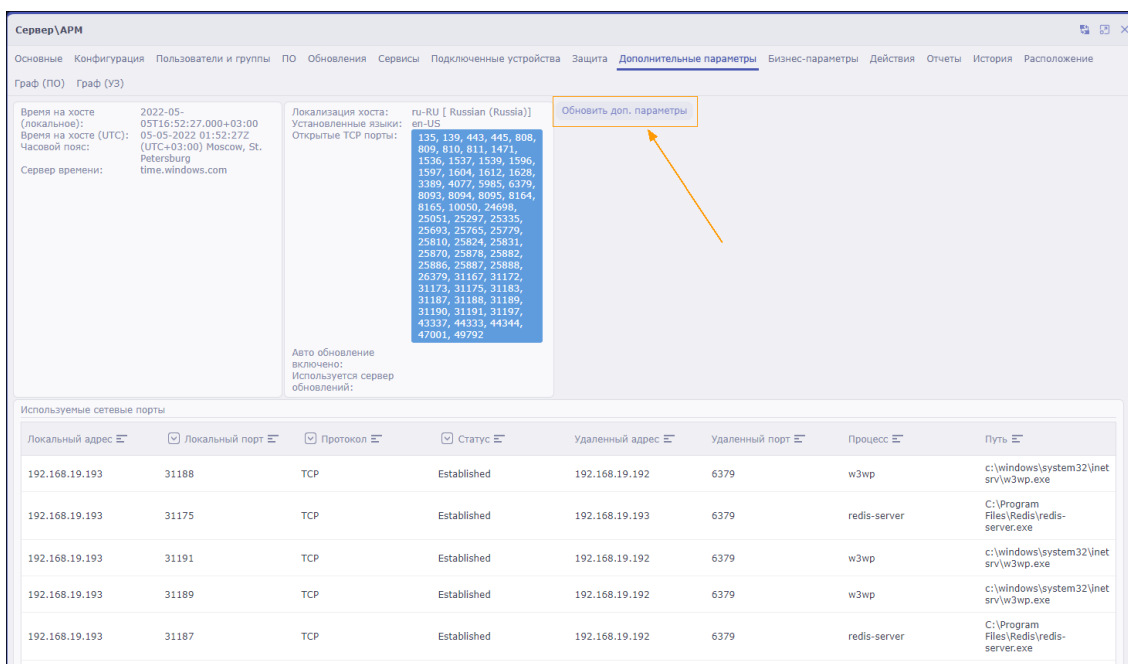 Сервер\АРМ
Основные Конфигурация Пользователи и группы ПО Обновления Сервисы Подключенные устройства Защита Дополнительные параметры Бизнес-параметры Действия Отчеты История Расположение
Граф (ПО) Граф (УЗ)
Время на хосте (локальное): 2022-05-05T16:52:27.000+03:00
Время на хосте (UTC): 05-05-2022 01:52:27Z
Часовой пояс: (UTC+03:00) Moscow, St. Petersburg
Сервер времени: time.windows.com
Локализация хоста: ru-RU [ Russian (Russia)]
Установленные языки: en-US
Открытые TCP порты: 135, 139, 443, 445, 808,
809, 810, 811, 1471,
1536, 1537, 1539, 1596,
1597, 1604, 1612, 1628,
3389, 4077, 5985, 6379,
8093, 8094, 8095, 8164,
8165, 10050, 24698,
25051, 25297, 25335,
25693, 25765, 25779,
25810, 25824, 25831,
25870, 25878, 25882,
25886, 25887, 25888,
26379, 31167, 31172,
31173, 31175, 31183,
31187, 31188, 31189,
31190, 31191, 31197,
43337, 44333, 44344,
47001, 49792
Авто обновление
включено:
Используется сервер
обновлений:
Обновить доп. параметры
Используемые сетевые порты
Локальный адрес Локальный порт Протокол Статус Удаленный адрес Удаленный порт Процесс Путь
192.168.19.193 31188 TCP Established 192.168.19.192 6379 w3wp c:\windows\system32\inetsrv\w3wp.exe
192.168.19.193 31175 TCP Established 192.168.19.193 6379 redis-server C:\Program Files\Redis\redis-server.exe
192.168.19.193 31191 TCP Established 192.168.19.192 6379 w3wp c:\windows\system32\inetsrv\w3wp.exe
192.168.19.193 31189 TCP Established 192.168.19.192 6379 w3wp c:\windows\system32\inetsrv\w3wp.exe
192.168.19.193 31187 TCP Established 192.168.19.192 6379 redis-server C:\Program Files\Redis\redis-server.exe